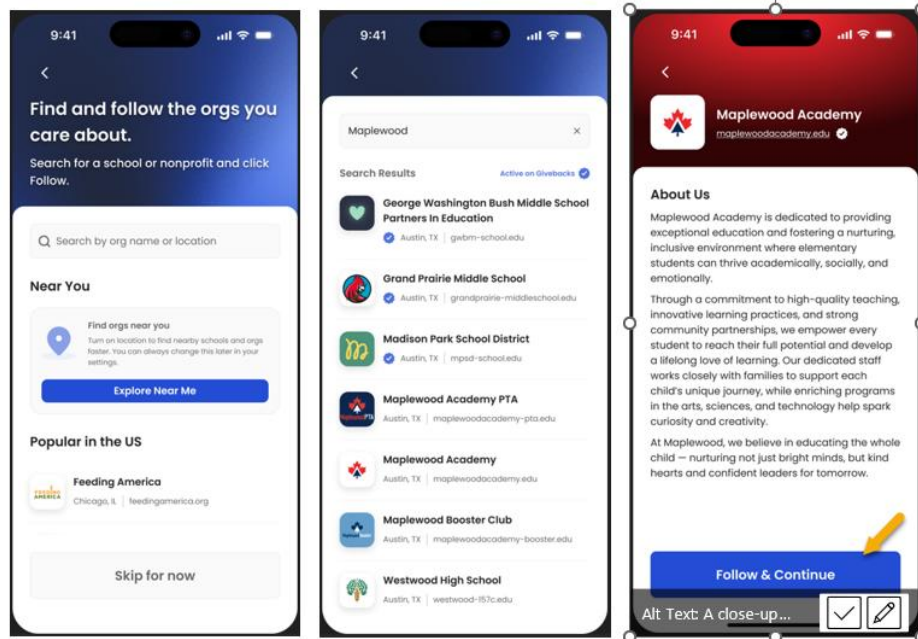 9:41
Find and follow the orgs you
care about.
Search for a school or nonprofit and click
Follow.
Search by org name or location
Near You
Find orgs near you
Turn on location to find nearby schools and orgs
faster. You can always change this later in your
settings.
Explore Near Me
Popular in the US
FEEDING
AMERICA
Feeding America
Chicago, IL | feedingamerica.org
Skip for now
9:41
Maplewood
Search Results
Active on Givebacks
George Washington Bush Middle School
Partners In Education
Austin, TX | gwbm-school.edu
Grand Prairie Middle School
Austin, TX | grandprairie-middleschool.edu
Madison Park School District
Austin, TX | mpsd-school.edu
Maplewood Academy PTA
Austin, TX | maplewoodacademy-pta.edu
Maplewood Academy
Austin, TX | maplewoodacademy.edu
Maplewood Booster Club
Austin, TX | maplewoodacademy-booster.edu
Westwood High School
Austin, TX | westwood-157c.edu
9:41
Maplewood Academy
maplewoodacademy.edu
About Us
Maplewood Academy is dedicated to providing
exceptional education and fostering a nurturing,
inclusive environment where elementary
students can thrive academically, socially, and
emotionally.
Through a commitment to high-quality teaching,
innovative learning practices, and strong
community partnerships, we empower every
student to reach their full potential and develop
a lifelong love of learning. Our dedicated staff
works closely with families to support each
child's unique journey, while enriching programs
in the arts, sciences, and technology help spark
curiosity and creativity.
At Maplewood, we believe in educating the whole
child — nurturing not just bright minds, but kind
hearts and confident leaders for tomorrow.
Follow & Continue
Alt Text: A close-up...